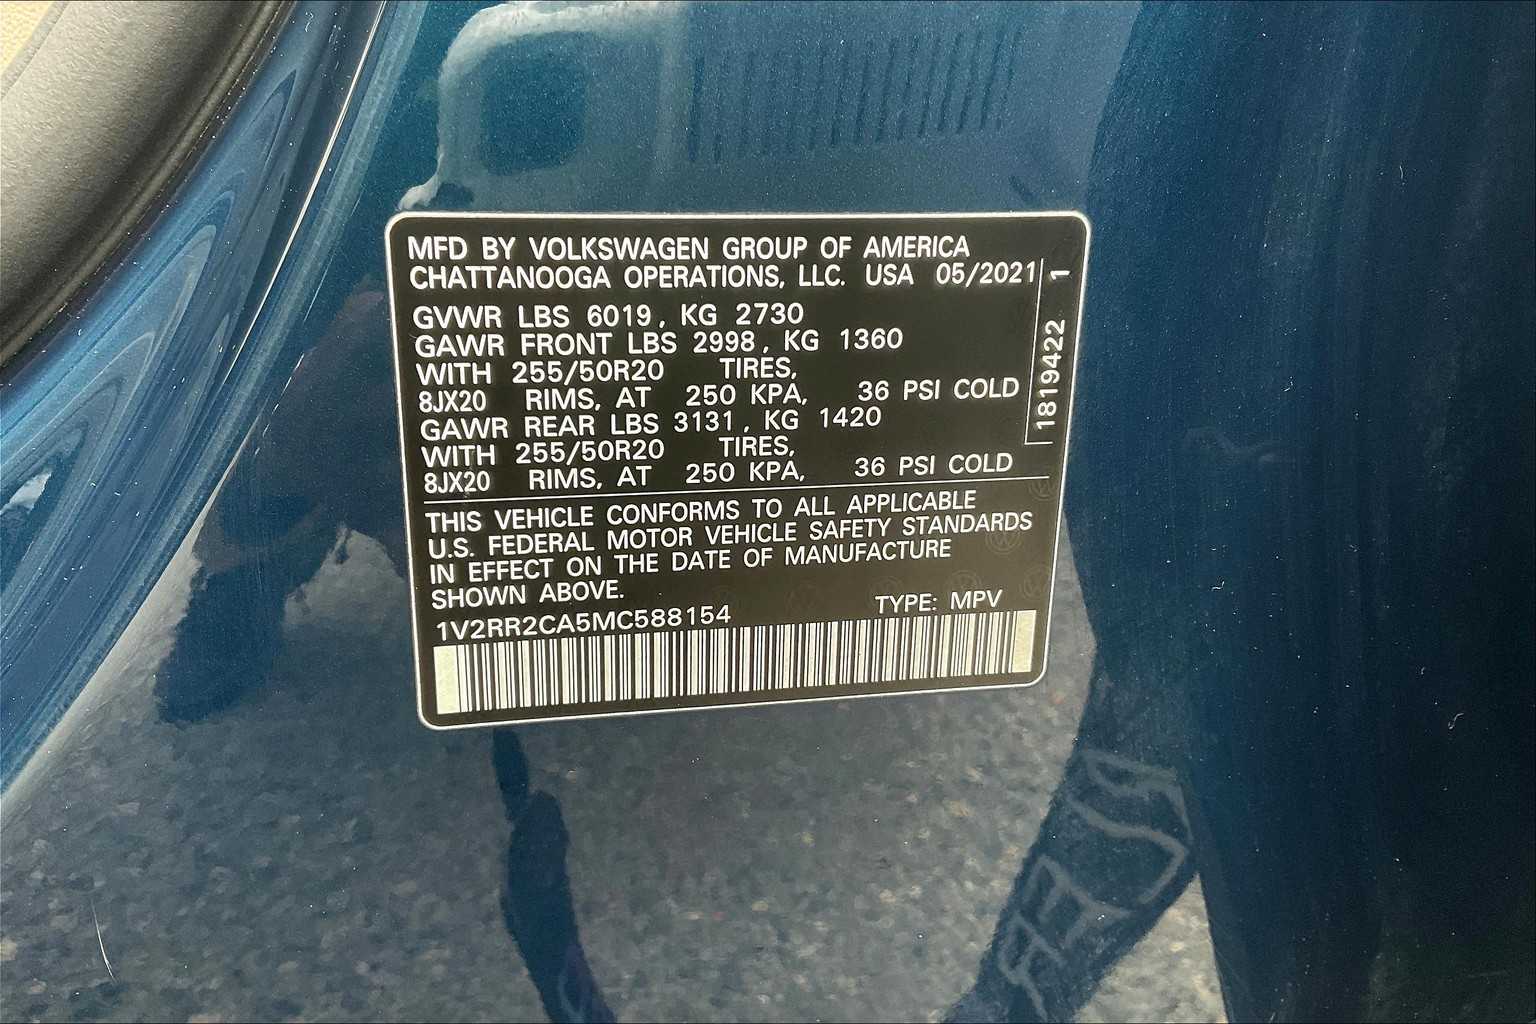 MFD BY VOLKSWAGEN GROUP OF AMERICA
CHATTANOOGA OPERATIONS, LLC. USA 05/2021
GVWR LBS 6019, KG 2730
GAWR FRONT LBS 2998, KG 1360
WITH 255/50R20 TIRES,
8JX20 RIMS, AT 250 KPA, 36 PSI COLD
GAWR REAR LBS 3131, KG 1420
WITH 255/50R20 TIRES,
8JX20 RIMS, AT 250 KPA, 36 PSI COLD
1819422 1
THIS VEHICLE CONFORMS TO ALL APPLICABLE
U.S. FEDERAL MOTOR VEHICLE SAFETY STANDARDS
IN EFFECT ON THE DATE OF MANUFACTURE
SHOWN ABOVE.
1V2RR2CA5MC588154 TYPE: MPV